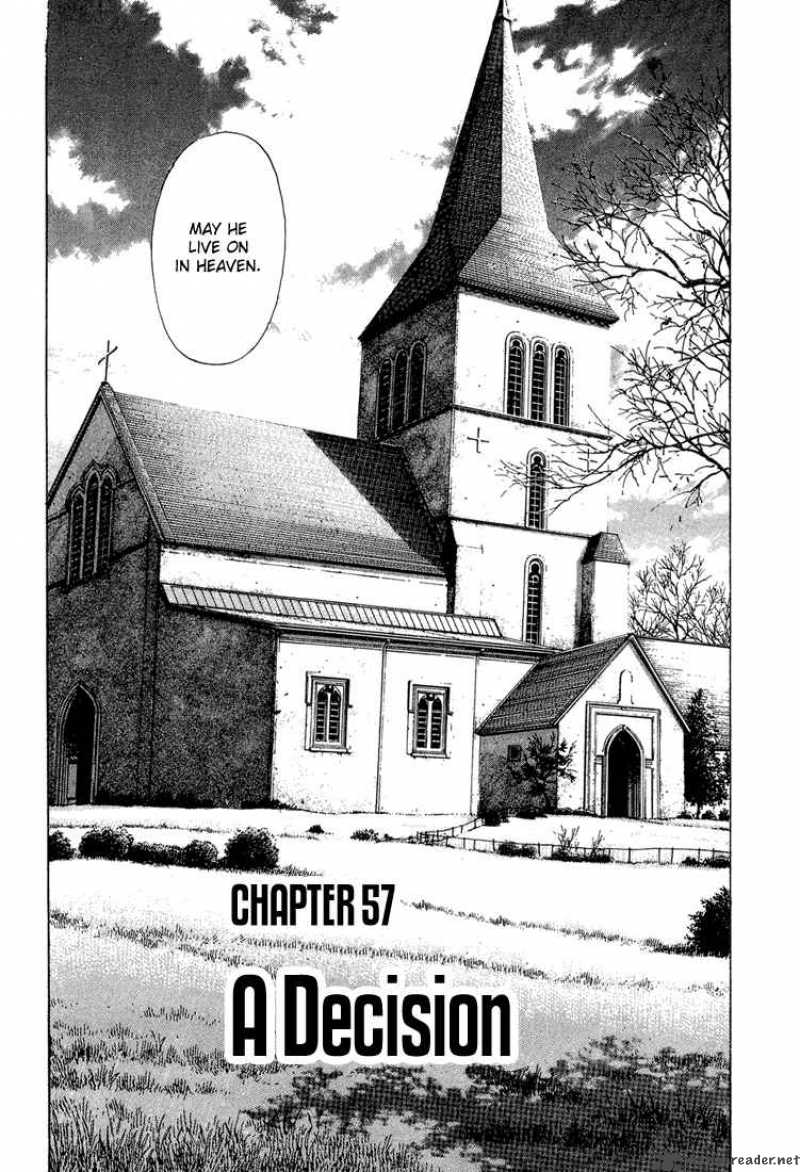 MAY HE
LIVE ON
IN HEAVEN.
CHAPTER 57
A Decision
reader.net